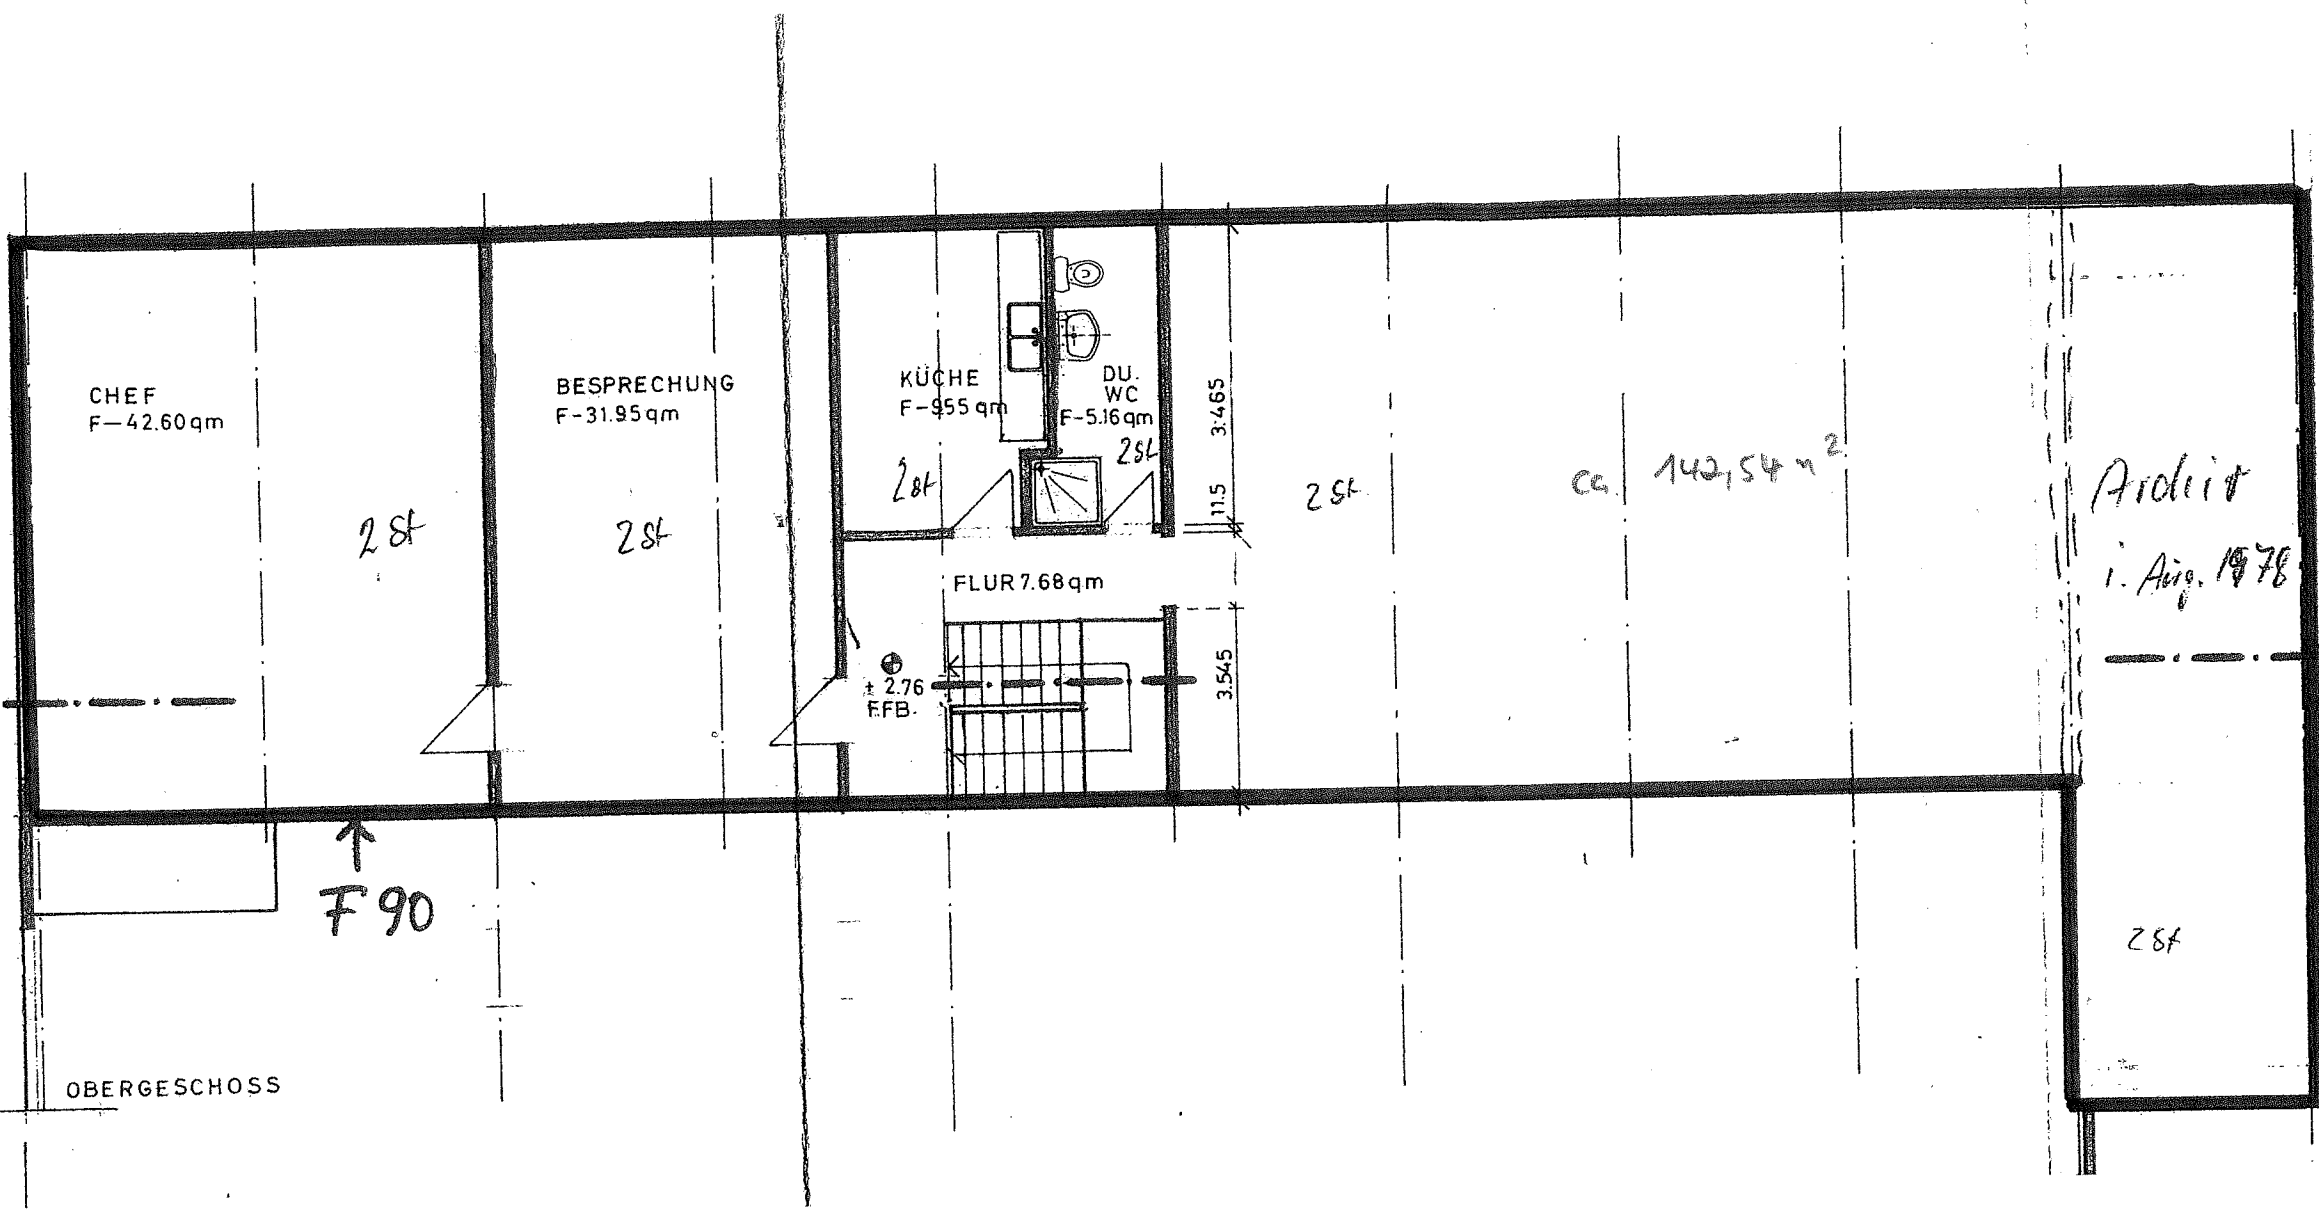 CHEF
F-42.60qm
2 St
BESPRECHUNG
F-31.95qm
2 St
KÜCHE
F-9.55 qm
2 St
DU.
WC
F-5.16qm
2 St
3.465
11.5
FLUR 7.68qm
± 2.76
FFB.
3.545
2 St
ca. 142,54 m²
Archiv
i. Aug. 1978
2 St
F 90
OBERGESCHOSS